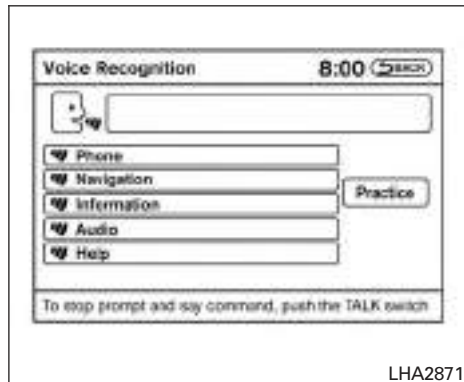 Voice Recognition 8:00 BACK
Phone
Navigation
Practice
Information
Audio
Help
To stop prompt and say command, push the TALK switch
LHA2871